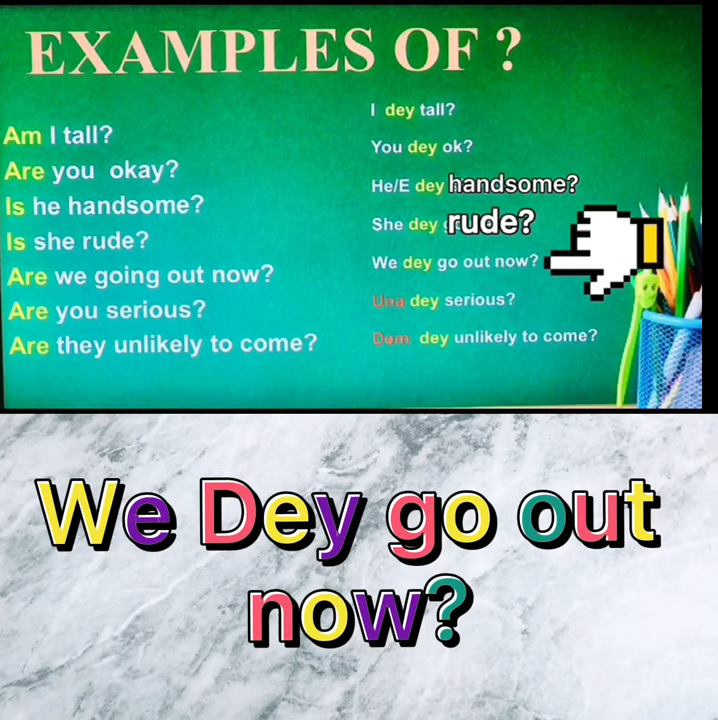 EXAMPLES OF ?
Am I tall?
Are you okay?
Is he handsome?
Is she rude?
Are we going out now?
Are you serious?
Are they unlikely to come?
I dey tall?
You dey ok?
He/E dey handsome?
She dey rude?
We dey go out now?
Una dey serious?
Dem dey unlikely to come?
We Dey go out
now?